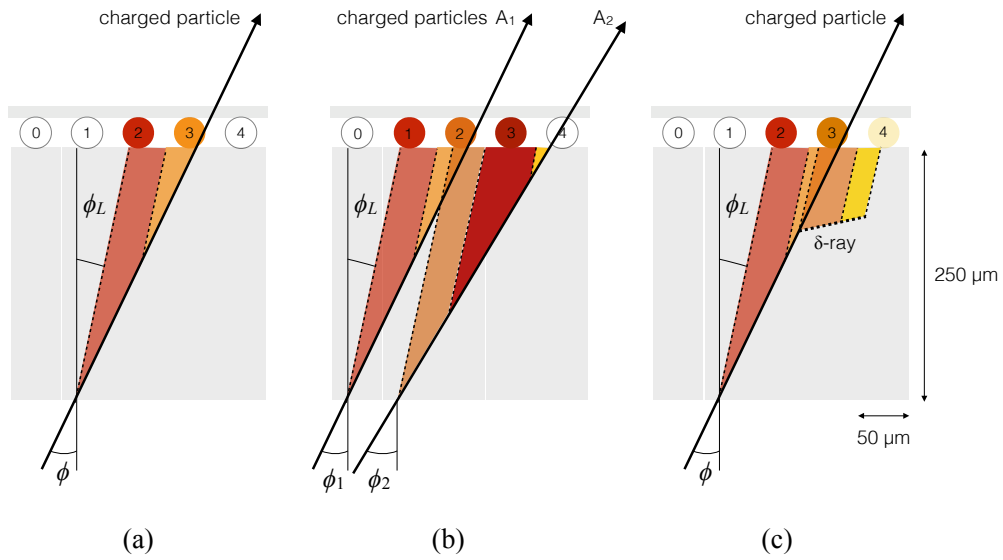 charged particle
0 1 2 3 4
ϕL
ϕ
(a)
charged particles A1 A2
0 1 2 3 4
ϕL
ϕ1 ϕ2
(b)
charged particle
0 1 2 3 4
ϕL
δ-ray
250 µm
50 µm
ϕ
(c)